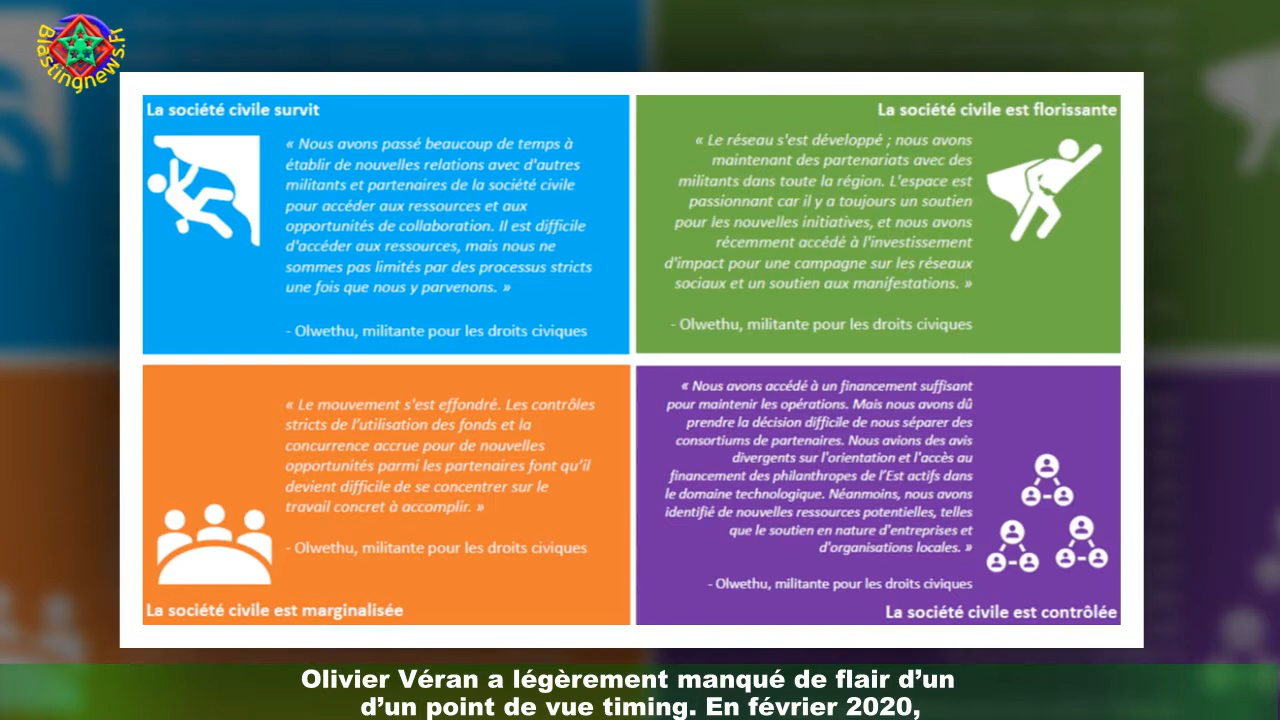 Blastingnews.fr
La société civile survit
« Nous avons passé beaucoup de temps à
établir de nouvelles relations avec d'autres
militants et partenaires de la société civile
pour accéder aux ressources et aux
opportunités de collaboration. Il est difficile
d'accéder aux ressources, mais nous ne
sommes pas limités par des processus stricts
une fois que nous y parvenons. »
- Olwethu, militante pour les droits civiques
La société civile est florissante
« Le réseau s'est développé ; nous avons
maintenant des partenariats avec des
militants dans toute la région. L'espace est
passionnant car il y a toujours un soutien
pour les nouvelles initiatives, et nous avons
récemment accédé à l'investissement
d'impact pour une campagne sur les réseaux
sociaux et un soutien aux manifestations. »
- Olwethu, militante pour les droits civiques
« Le mouvement s'est effondré. Les contrôles
stricts de l’utilisation des fonds et la
concurrence accrue pour de nouvelles
opportunités parmi les partenaires font qu’il
devient difficile de se concentrer sur le
travail concret à accomplir. »
- Olwethu, militante pour les droits civiques
La société civile est marginalisée
« Nous avons accédé à un financement suffisant
pour maintenir les opérations. Mais nous avons dû
prendre la décision difficile de nous séparer des
consortiums de partenaires. Nous avions des avis
divergents sur l'orientation et l'accès au
financement des philanthropes de l’Est actifs dans
le domaine technologique. Néanmoins, nous avons
identifié de nouvelles ressources potentielles, telles
que le soutien en nature d'entreprises et
d'organisations locales. »
- Olwethu, militante pour les droits civiques
La société civile est contrôlée
Olivier Véran a légèrement manqué de flair d’un
d’un point de vue timing. En février 2020,